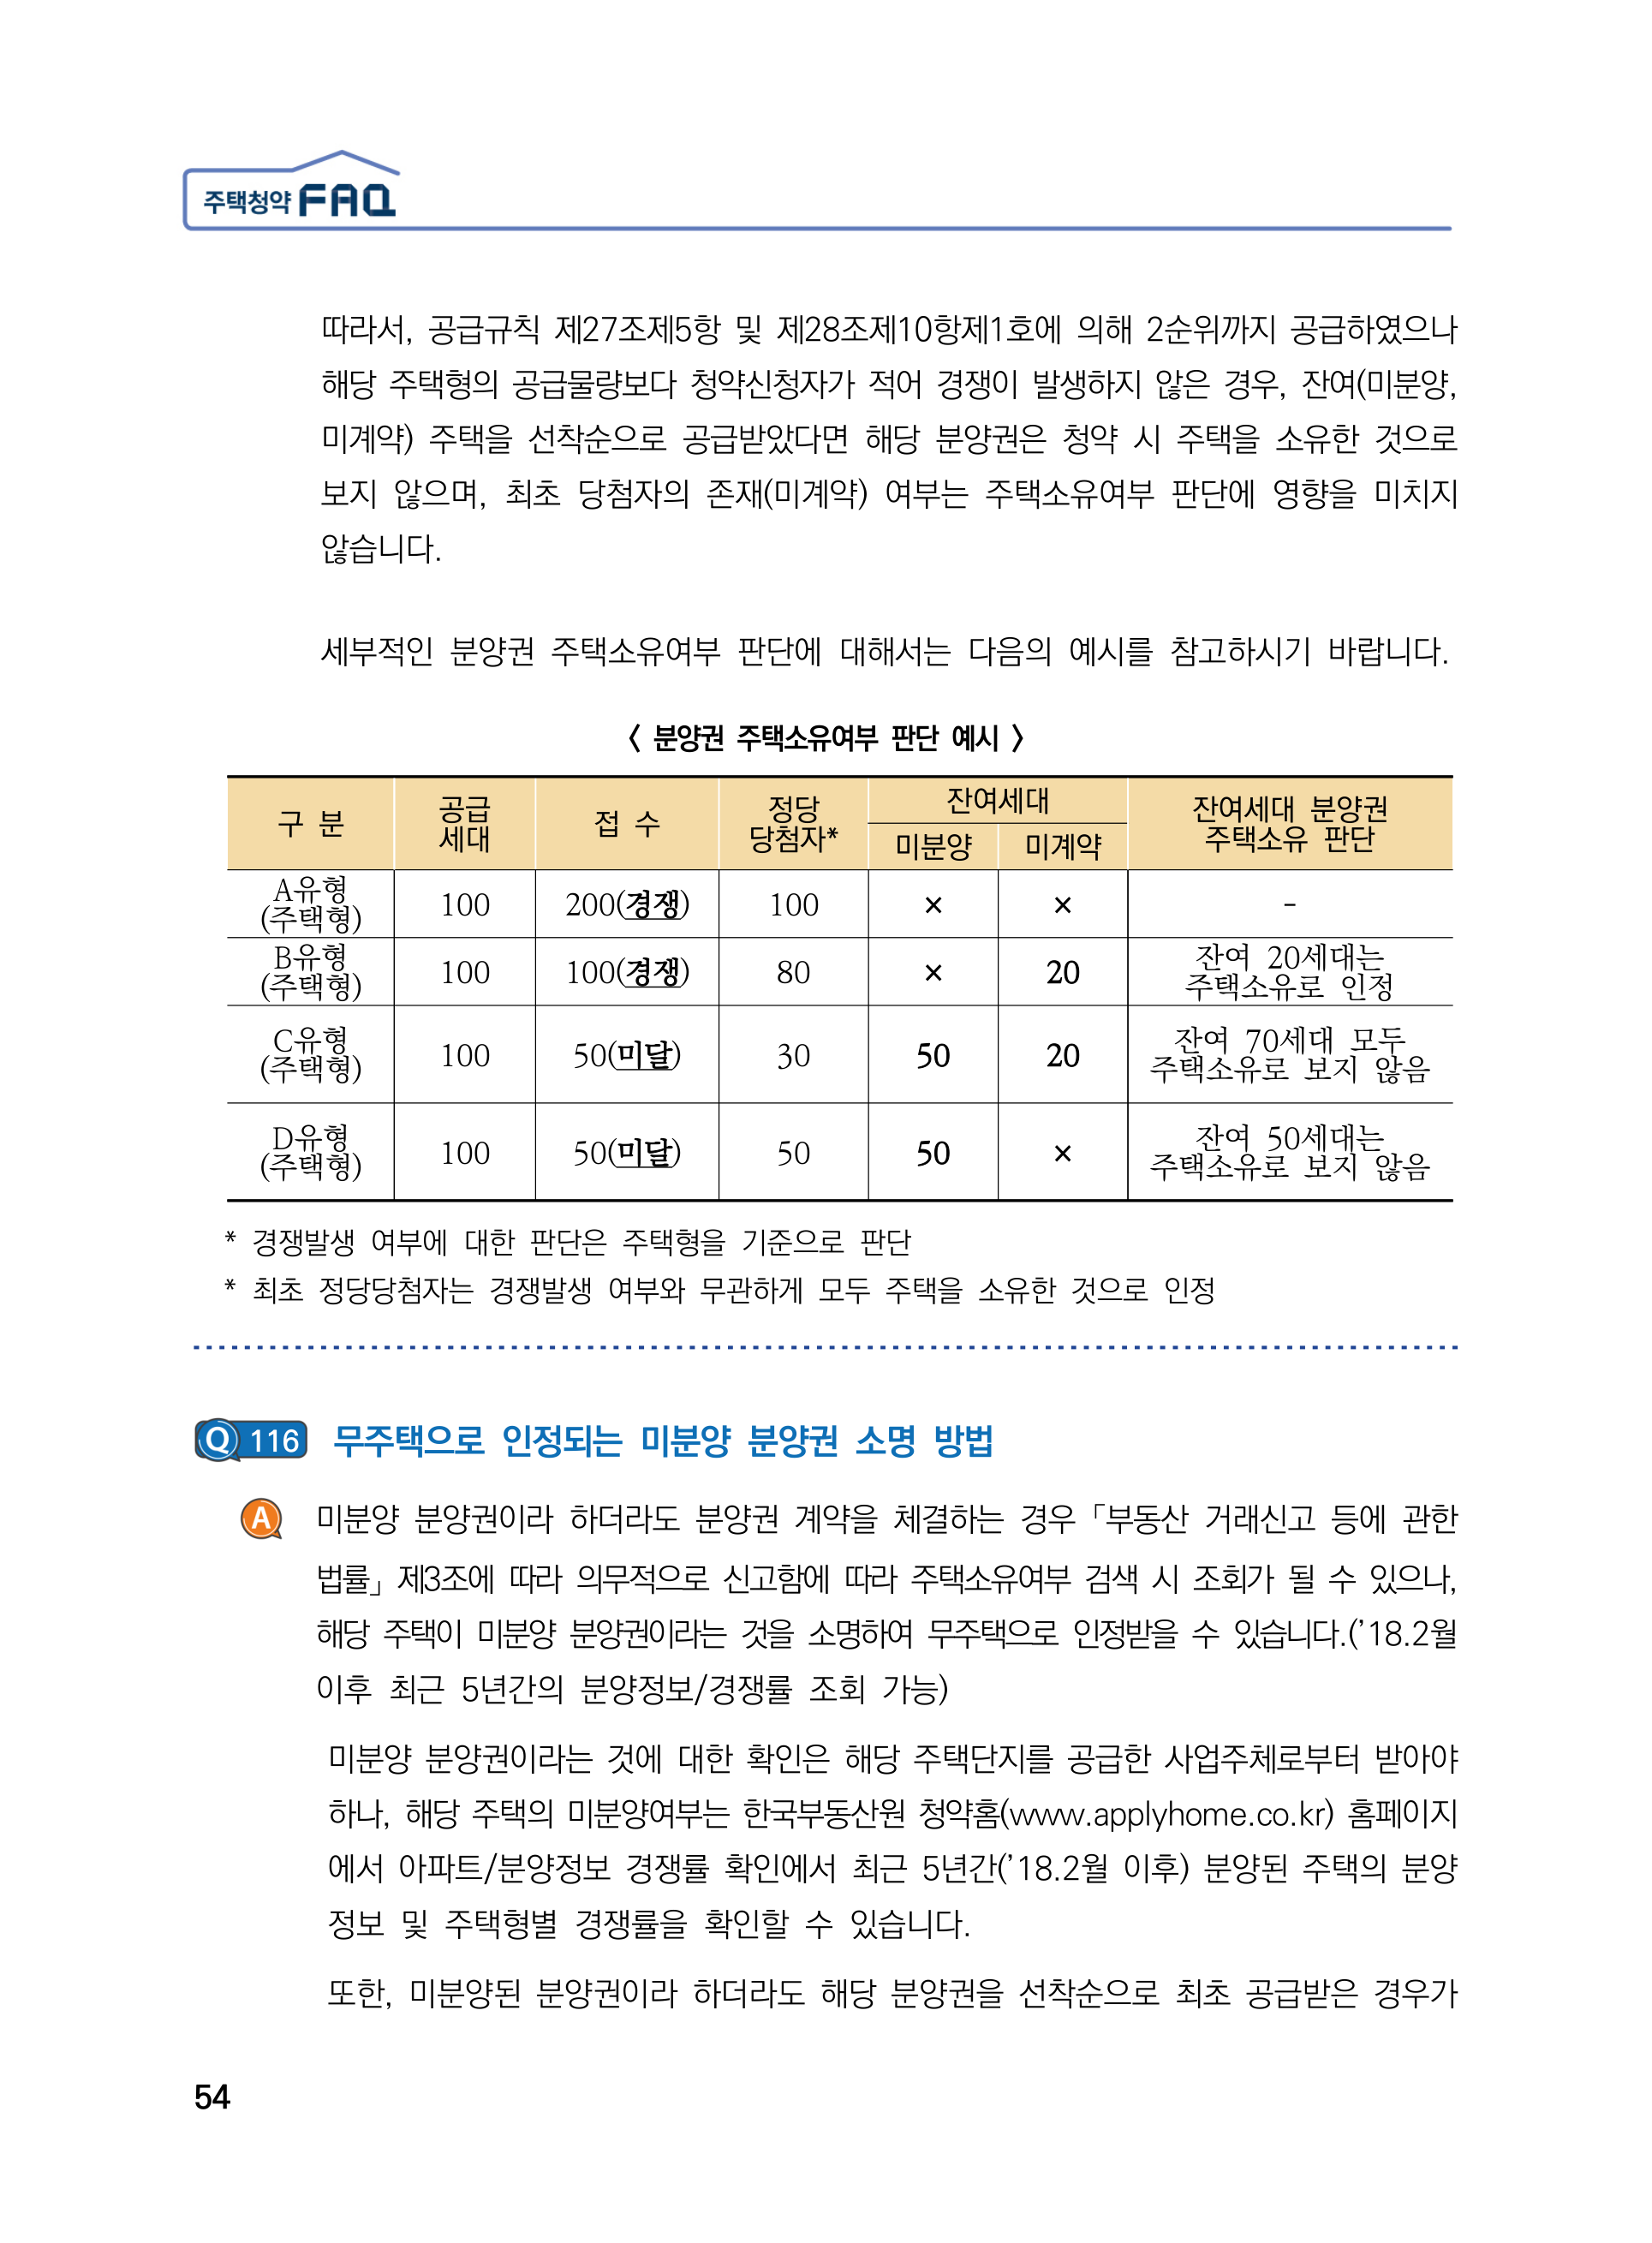 주택청약 FAQ
따라서, 공급규칙 제27조제5항 및 제28조제10항제1호에 의해 2순위까지 공급하였으나
해당 주택형의 공급물량보다 청약신청자가 적어 경쟁이 발생하지 않은 경우, 잔여(미분양,
미계약) 주택을 선착순으로 공급받았다면 해당 분양권은 청약 시 주택을 소유한 것으로
보지 않으며, 최초 당첨자의 존재(미계약) 여부는 주택소유여부 판단에 영향을 미치지
않습니다.
세부적인 분양권 주택소유여부 판단에 대해서는 다음의 예시를 참고하시기 바랍니다.
〈 분양권 주택소유여부 판단 예시 〉
구 분 공급 세대 접 수 정당 당첨자* 잔여세대 잔여세대 분양권 주택소유 판단
미분양 미계약
A유형 (주택형) 100 200(경쟁) 100 × × -
B유형 (주택형) 100 100(경쟁) 80 × 20 잔여 20세대는 주택소유로 인정
C유형 (주택형) 100 50(미달) 30 50 20 잔여 70세대 모두 주택소유로 보지 않음
D유형 (주택형) 100 50(미달) 50 50 × 잔여 50세대는 주택소유로 보지 않음
* 경쟁발생 여부에 대한 판단은 주택형을 기준으로 판단
* 최초 정당당첨자는 경쟁발생 여부와 무관하게 모두 주택을 소유한 것으로 인정
Q 116 무주택으로 인정되는 미분양 분양권 소명 방법
A 미분양 분양권이라 하더라도 분양권 계약을 체결하는 경우「부동산 거래신고 등에 관한
법률」제3조에 따라 의무적으로 신고함에 따라 주택소유여부 검색 시 조회가 될 수 있으나,
해당 주택이 미분양 분양권이라는 것을 소명하여 무주택으로 인정받을 수 있습니다.(’18.2월
이후 최근 5년간의 분양정보/경쟁률 조회 가능)
미분양 분양권이라는 것에 대한 확인은 해당 주택단지를 공급한 사업주체로부터 받아야
하나, 해당 주택의 미분양여부는 한국부동산원 청약홈(www.applyhome.co.kr) 홈페이지
에서 아파트/분양정보 경쟁률 확인에서 최근 5년간(’18.2월 이후) 분양된 주택의 분양
정보 및 주택형별 경쟁률을 확인할 수 있습니다.
또한, 미분양된 분양권이라 하더라도 해당 분양권을 선착순으로 최초 공급받은 경우가
54